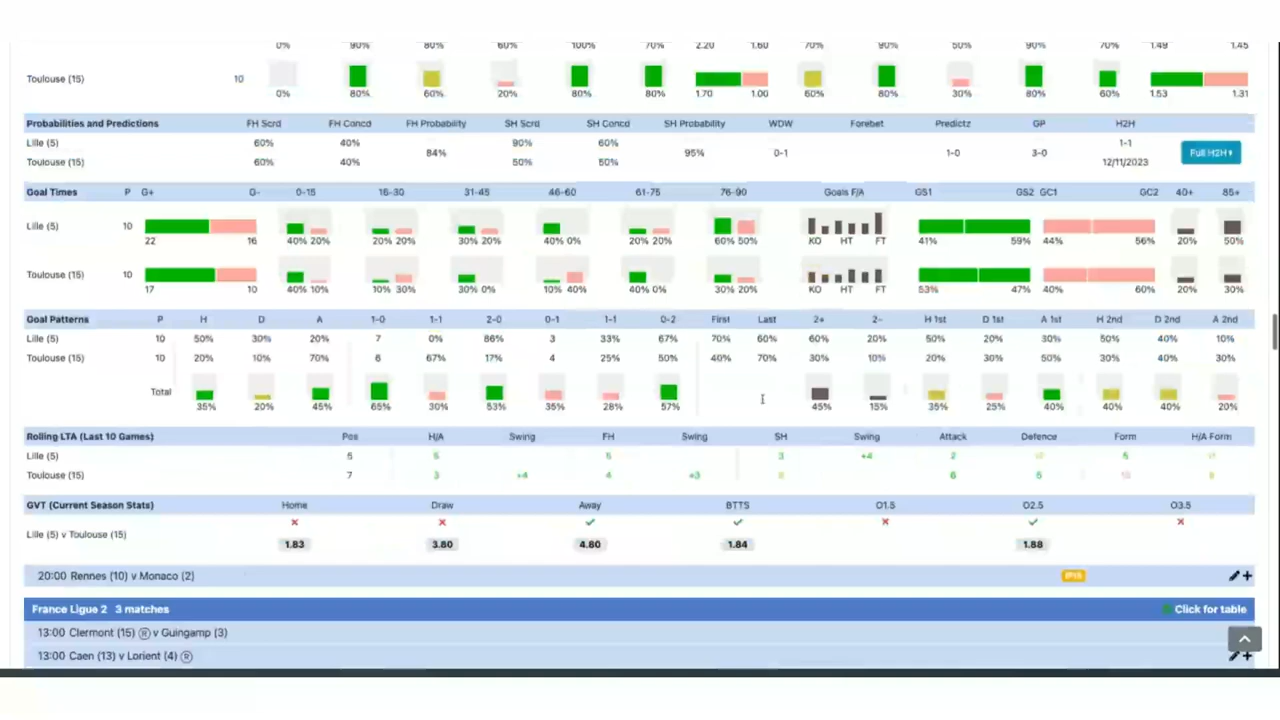 0% 90% 80% 60% 100% 70% 2.20 1.60 70% 90% 50% 90% 70% 1.49 1.45
Toulouse (15) 10
0% 80% 60% 20% 80% 80% 1.70 1.00 60% 80% 30% 80% 60% 1.53 1.31
Probabilities and Predictions FH Scrd FH Concd FH Probability SH Scrd SH Concd SH Probability WDW Forebet Predictz GP H2H
Lille (5) 60% 40% 90% 60% 1-1
84% 95% 0-1 1-0 3-0 Full H2H
Toulouse (15) 60% 40% 50% 50% 12/11/2023
Goal Times P G+ G- 0-15 16-30 31-45 46-60 61-75 76-90 Goals F/A GS1 GS2 GC1 GC2 40+ 85+
Lille (5) 10
22 16 40% 20% 20% 20% 30% 20% 40% 0% 20% 20% 60% 50% KO HT FT 41% 59% 44% 56% 20% 50%
Toulouse (15) 10
17 10 40% 10% 10% 30% 30% 0% 10% 40% 40% 0% 30% 20% KO HT FT 53% 47% 40% 60% 20% 30%
Goal Patterns P H D A 1-0 1-1 2-0 0-1 1-1 0-2 First Last 2+ 2- H 1st D 1st A 1st H 2nd D 2nd A 2nd
Lille (5) 10 50% 30% 20% 7 0% 86% 3 33% 67% 70% 60% 60% 20% 50% 20% 30% 50% 40% 10%
Toulouse (15) 10 20% 10% 70% 6 67% 17% 4 25% 50% 40% 70% 30% 10% 20% 30% 50% 30% 40% 30%
Total
35% 20% 45% 65% 30% 53% 35% 28% 57% 45% 15% 35% 25% 40% 40% 40% 20%
Rolling LTA (Last 10 Games) Pos H/A Swing FH Swing SH Swing Attack Defence Form H/A Form
Lille (5) 5 3 +4 2
Toulouse (15) 7 3 +4 4 +3 6
GVT (Current Season Stats) Home Draw Away BTTS O1.5 O2.5 O3.5
Lille (5) v Toulouse (15)
1.83 3.80 4.80 1.84 1.88
20:00 Rennes (10) v Monaco (2)
France Ligue 2 3 matches Click for table
13:00 Clermont (15) R v Guingamp (3)
13:00 Caen (13) v Lorient (4) R